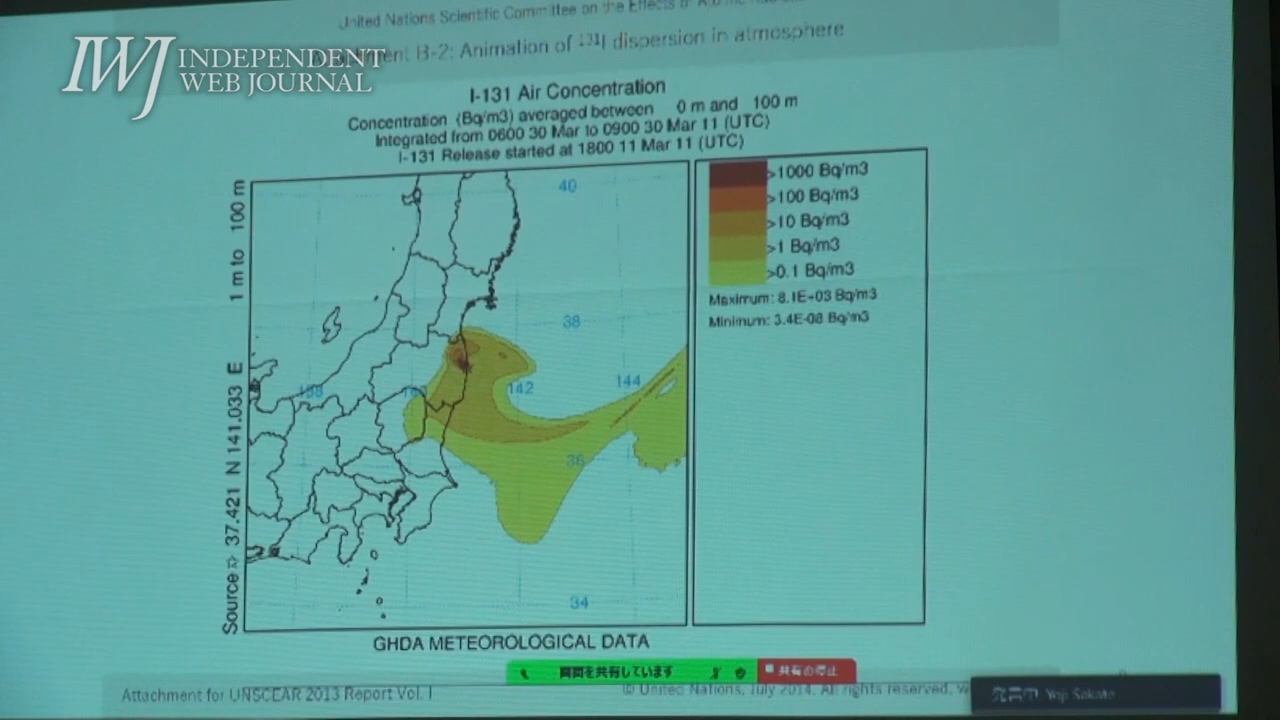 United Nations Scientific Committee on the Effects of
B-2: Animation of ¹³¹I dispersion in atmosphere
IWJ INDEPENDENT
WEB JOURNAL
I-131 Air Concentration
Concentration (Bq/m3) averaged between 0 m and 100 m
Integrated from 0600 30 Mar to 0900 30 Mar 11 (UTC)
I-131 Release started at 1800 11 Mar 11 (UTC)
Source ☆ 37.421 N 141.033 E 1 m to 100 m
40
38
138
142
144
36
34
>1000 Bq/m3
>100 Bq/m3
>10 Bq/m3
>1 Bq/m3
>0.1 Bq/m3
Maximum: 8.1E+03 Bq/m3
Minimum: 3.4E-08 Bq/m3
GHDA METEOROLOGICAL DATA
画面を共有しています
共有の停止
Attachment for UNSCEAR 2013 Report Vol. I
© United Nations, July 2014. All rights reserved, w
発言中: Yoji